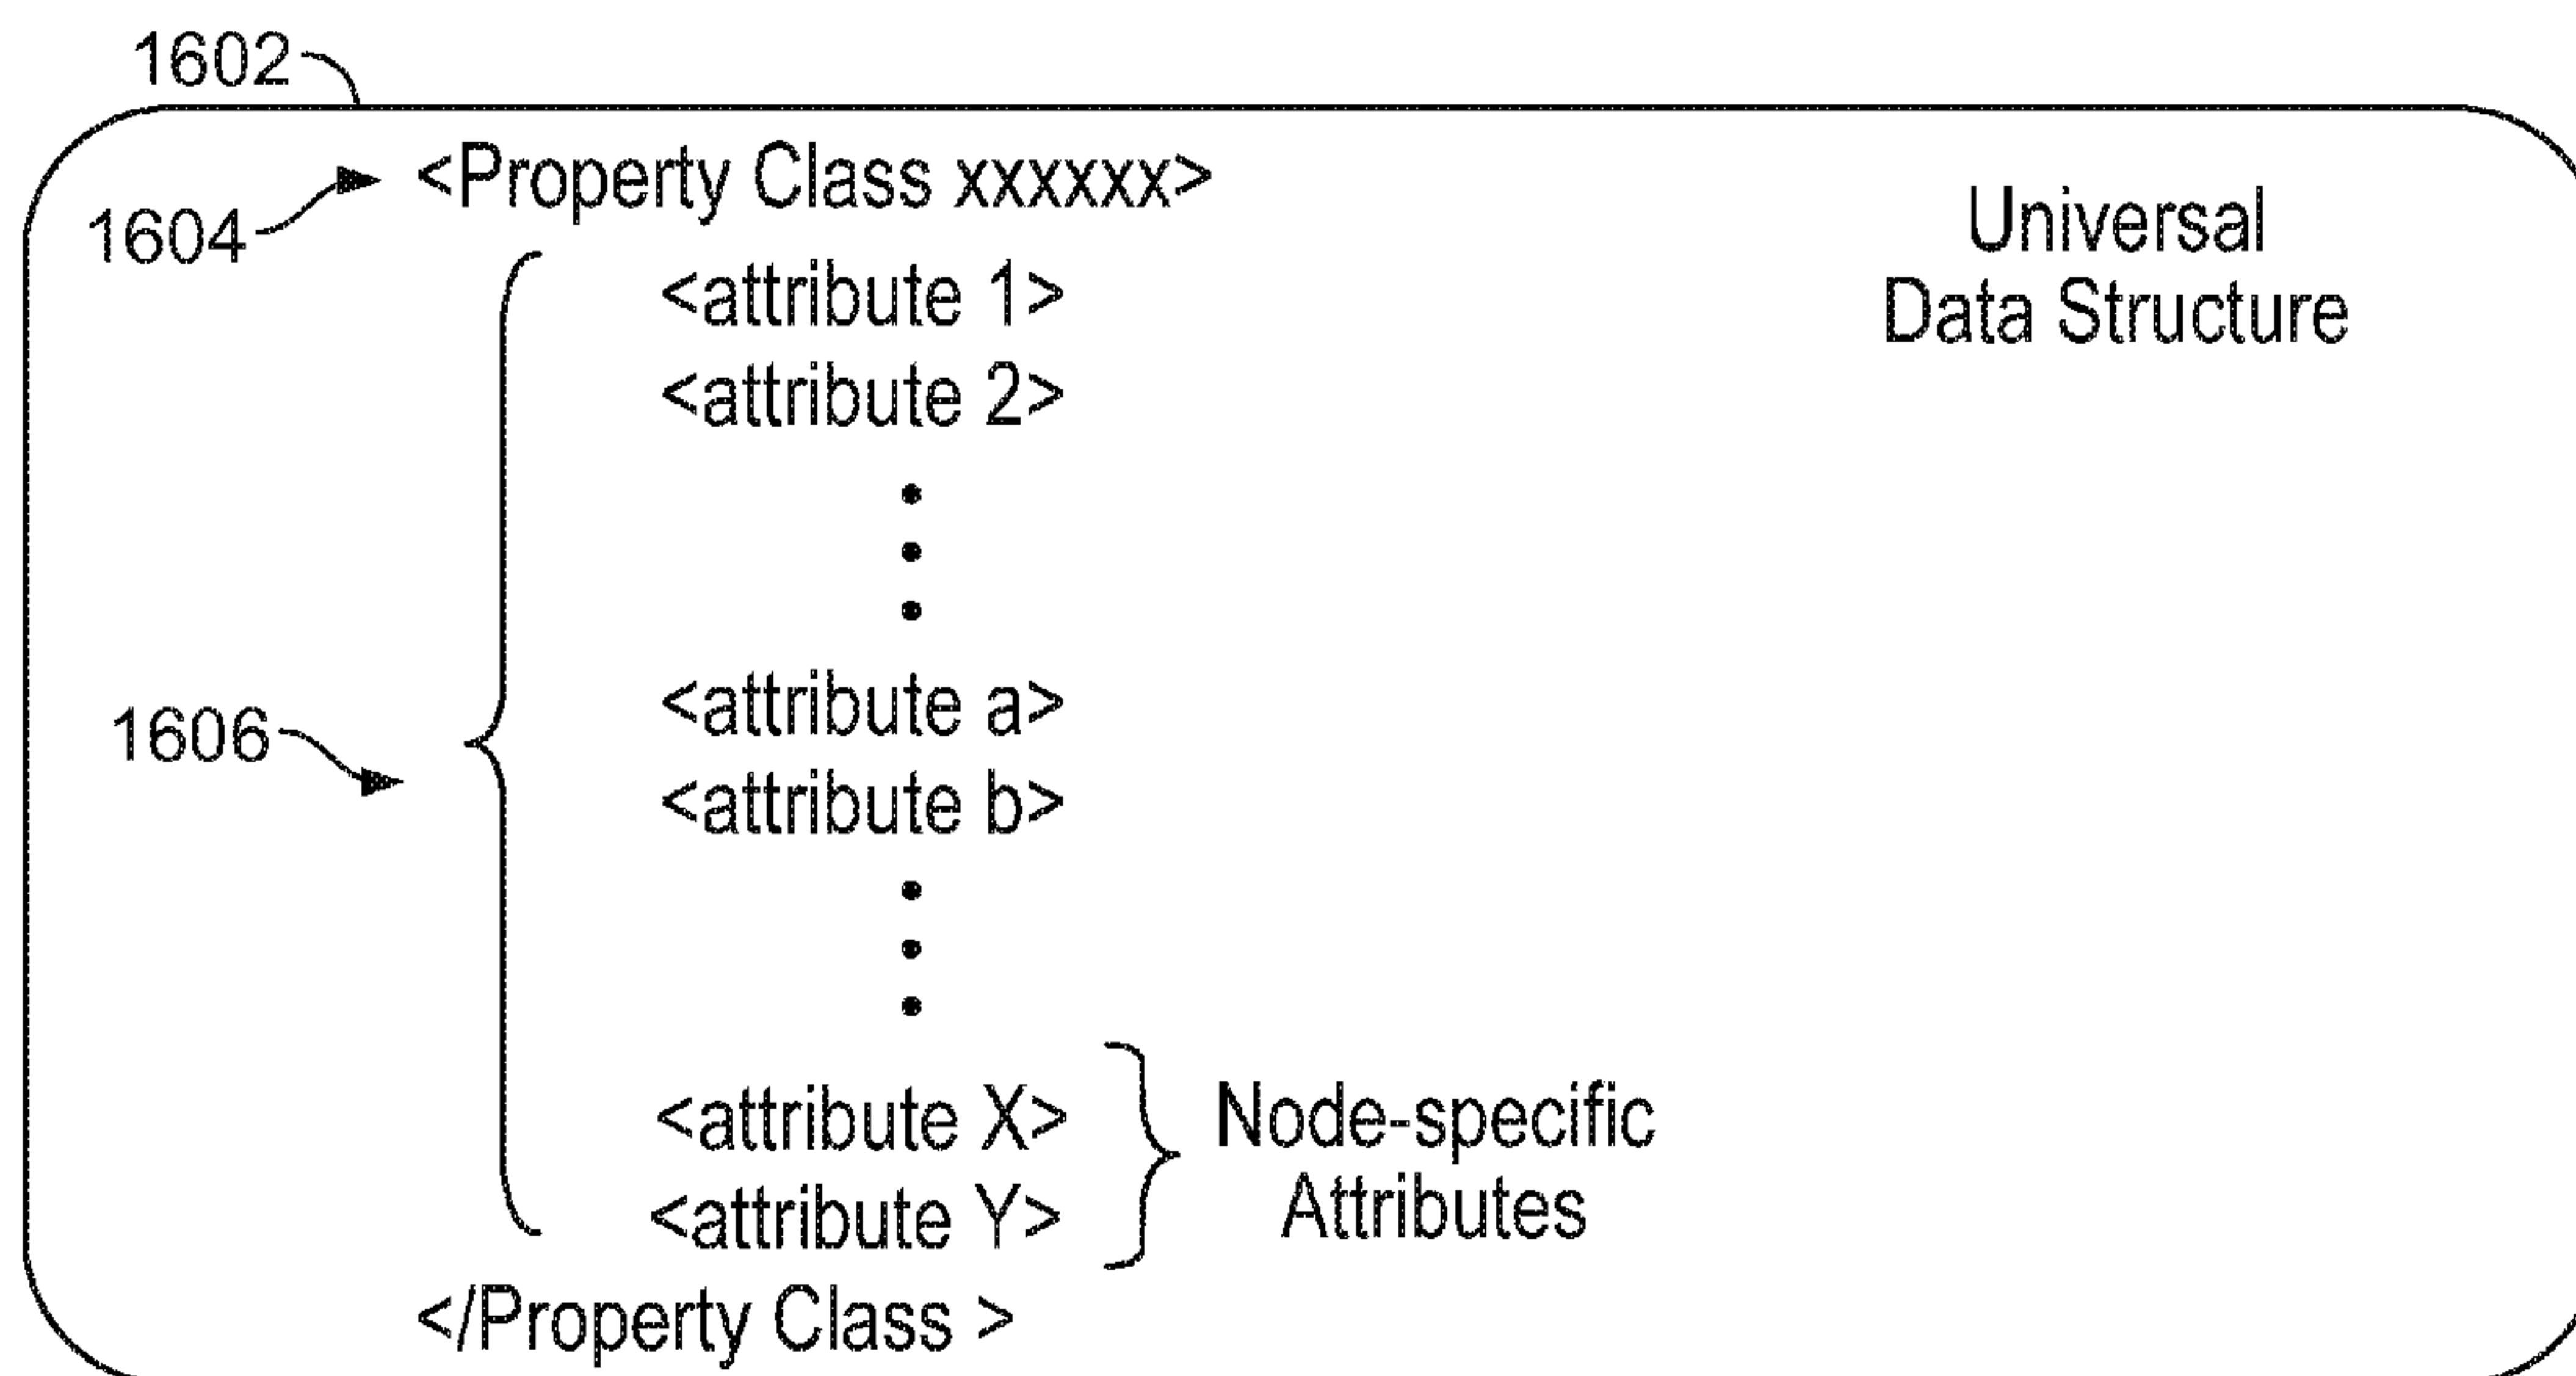 1602
<Property Class xxxxxx>
1604
Universal
Data Structure
<attribute 1>
<attribute 2>
<attribute a>
1606
<attribute b>
<attribute X>
<attribute Y>
Node-specific
Attributes
</Property Class >